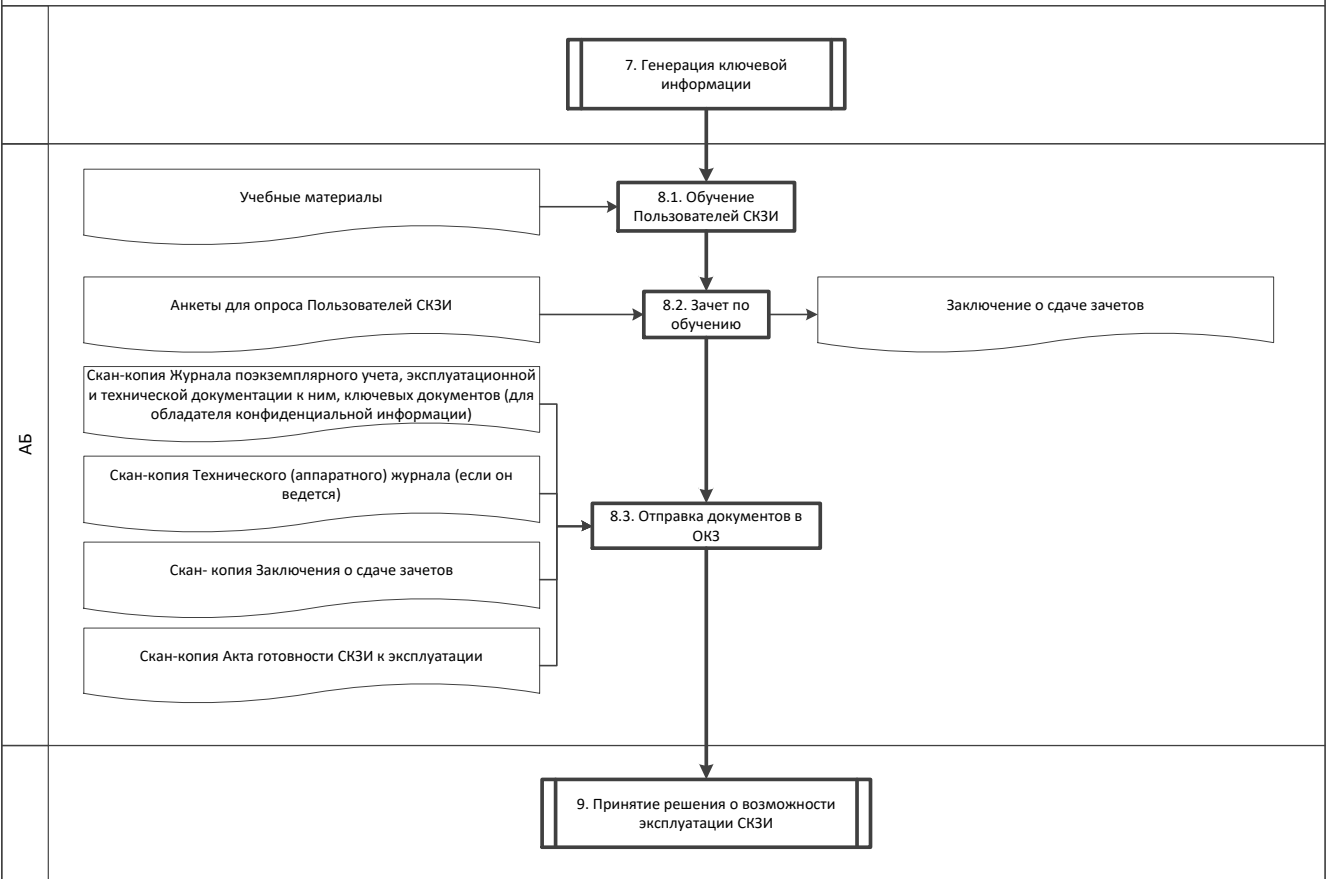 7. Генерация ключевой
информации
АБ
Учебные материалы
8.1. Обучение
Пользователей СКЗИ
Анкеты для опроса Пользователей СКЗИ
8.2. Зачет по
обучению
Заключение о сдаче зачетов
Скан-копия Журнала поэкземплярного учета, эксплуатационной
и технической документации к ним, ключевых документов (для
обладателя конфиденциальной информации)
Скан-копия Технического (аппаратного) журнала (если он
ведется)
8.3. Отправка документов в
ОКЗ
Скан- копия Заключения о сдаче зачетов
Скан-копия Акта готовности СКЗИ к эксплуатации
9. Принятие решения о возможности
эксплуатации СКЗИ